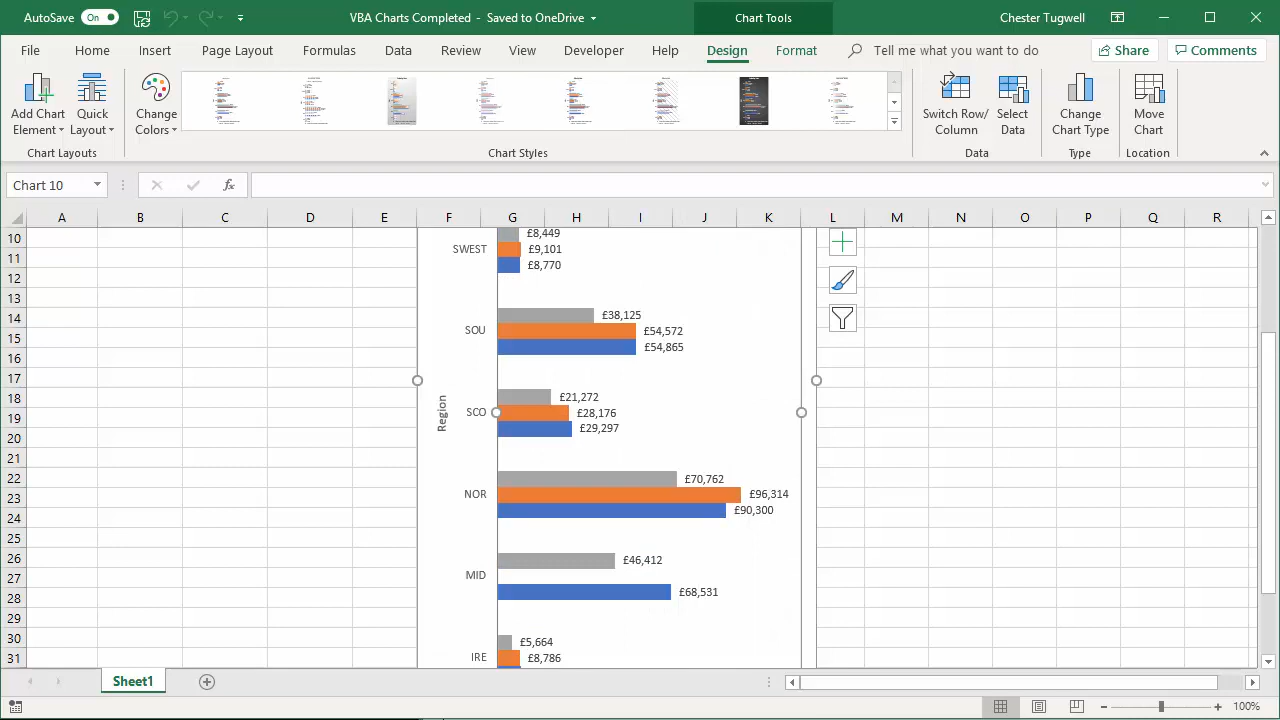 AutoSave On VBA Charts Completed - Saved to OneDrive Chart Tools Chester Tugwell
File Home Insert Page Layout Formulas Data Review View Developer Help Design Format Tell me what you want to do Share Comments
Add Chart Element Quick Layout Change Colors Switch Row/ Column Select Data Change Chart Type Move Chart
Chart Layouts Chart Styles Data Type Location
Chart 10 fx
A B C D E F G H I J K L M N O P Q R
10
11
12
13
14
15
16
17
18
19
20
21
22
23
24
25
26
27
28
29
30
31
Region
£8,449
SWEST £9,101
£8,770
£38,125
SOU £54,572
£54,865
£21,272
SCO £28,176
£29,297
£70,762
NOR £96,314
£90,300
£46,412
MID
£68,531
£5,664
IRE £8,786
Sheet1
100%